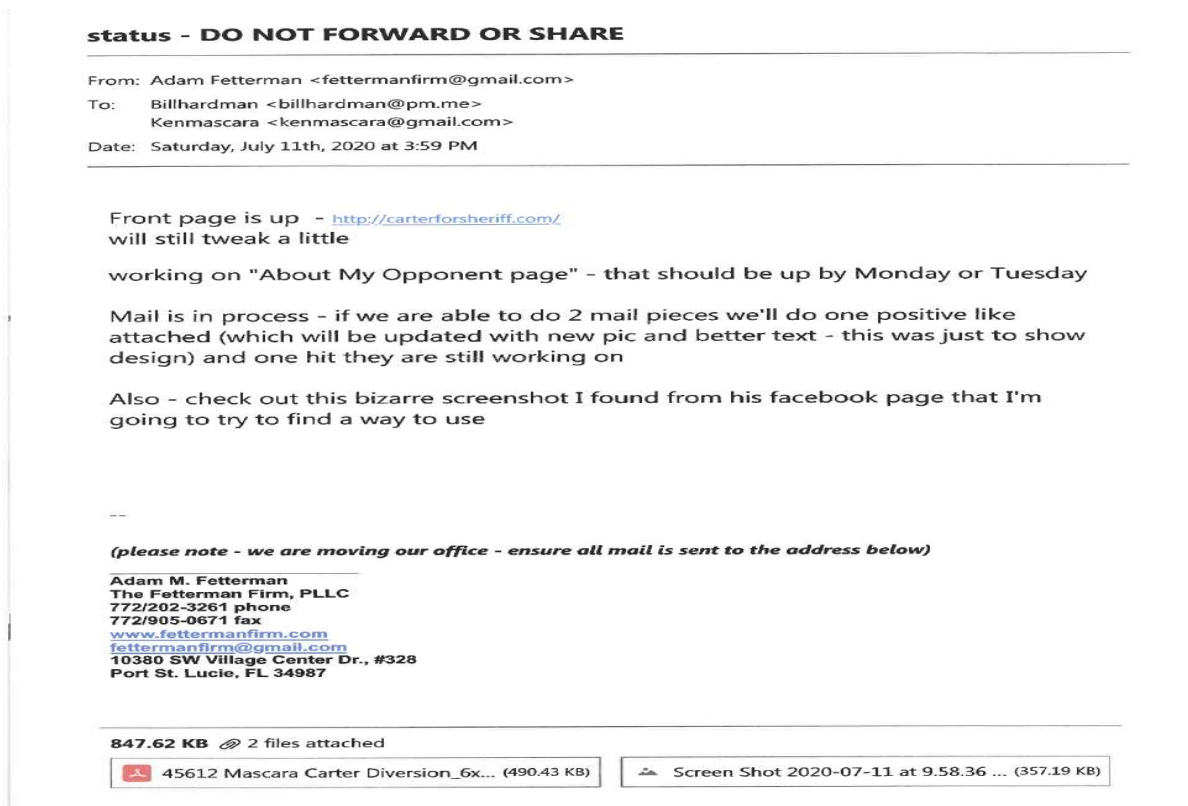 status - DO NOT FORWARD OR SHARE
From: Adam Fetterman <fettermanfirm@gmail.com>
To: Billhardman <billhardman@pm.me>
Kenmascara <kenmascara@gmail.com>
Date: Saturday, July 11th, 2020 at 3:59 PM
Front page is up - http://carterforsheriff.com/
will still tweak a little
working on "About My Opponent page" - that should be up by Monday or Tuesday
Mail is in process - if we are able to do 2 mail pieces we'll do one positive like
attached (which will be updated with new pic and better text - this was just to show
design) and one hit they are still working on
Also - check out this bizarre screenshot I found from his facebook page that I'm
going to try to find a way to use
--
(please note - we are moving our office - ensure all mail is sent to the address below)
Adam M. Fetterman
The Fetterman Firm, PLLC
772/202-3261 phone
772/905-0671 fax
www.fettermanfirm.com
fettermanfirm@gmail.com
10380 SW Village Center Dr., #328
Port St. Lucie, FL 34987
847.62 KB 2 files attached
45612 Mascara Carter Diversion_6x... (490.43 KB) Screen Shot 2020-07-11 at 9.58.36 ... (357.19 KB)